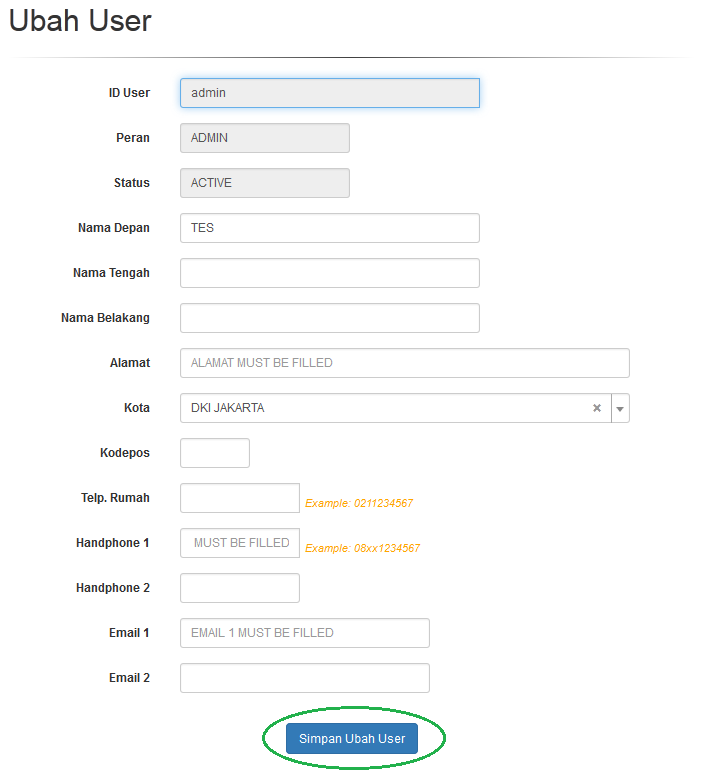 Ubah User
ID User admin
Peran ADMIN
Status ACTIVE
Nama Depan TES
Nama Tengah
Nama Belakang
Alamat ALAMAT MUST BE FILLED
Kota DKI JAKARTA
Kodepos
Telp. Rumah Example: 0211234567
Handphone 1 MUST BE FILLED Example: 08xx1234567
Handphone 2
Email 1 EMAIL 1 MUST BE FILLED
Email 2
Simpan Ubah User